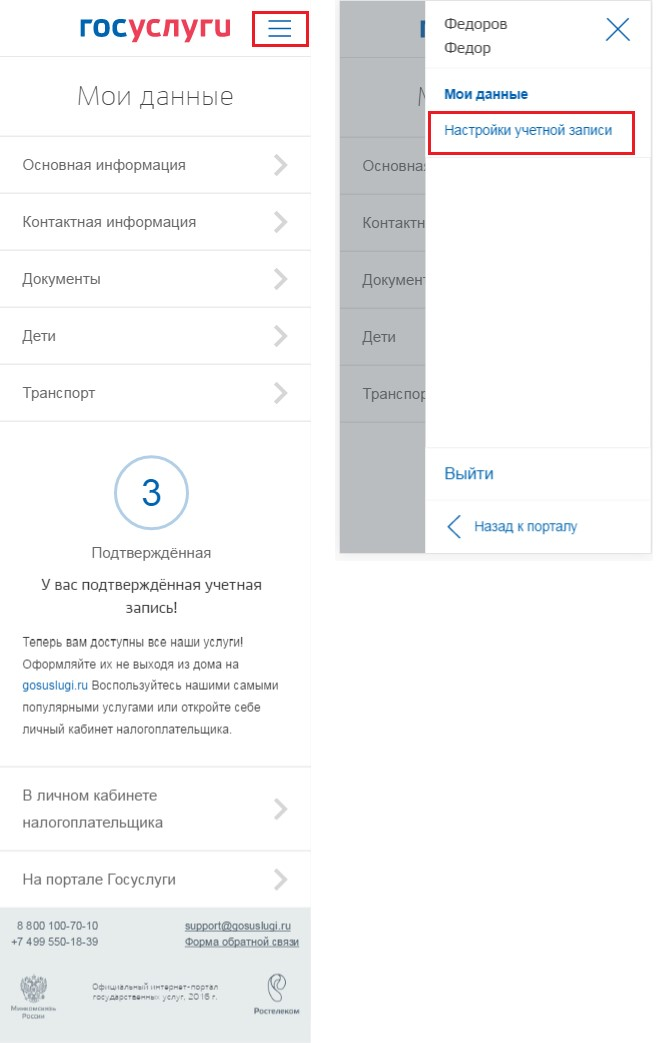 госуслуги
Мои данные
Основная информация
Контактная информация
Документы
Дети
Транспорт
3
Подтверждённая
У вас подтверждённая учетная
запись!
Теперь вам доступны все наши услуги!
Оформляйте их не выходя из дома на
gosuslugi.ru Воспользуйтесь нашими самыми
популярными услугами или откройте себе
личный кабинет налогоплательщика.
В личном кабинете
налогоплательщика
На портале Госуслуги
8 800 100-70-10
+7 499 550-18-39
support@gosuslugi.ru
Форма обратной связи
Минкомсвязь
России
Официальный интернет-портал
государственных услуг, 2016 г.
Ростелеком
Федоров
Федор
Мои данные
Настройки учетной записи
Основна
Контактн
Докумен
Дети
Транспор
Выйти
Назад к порталу